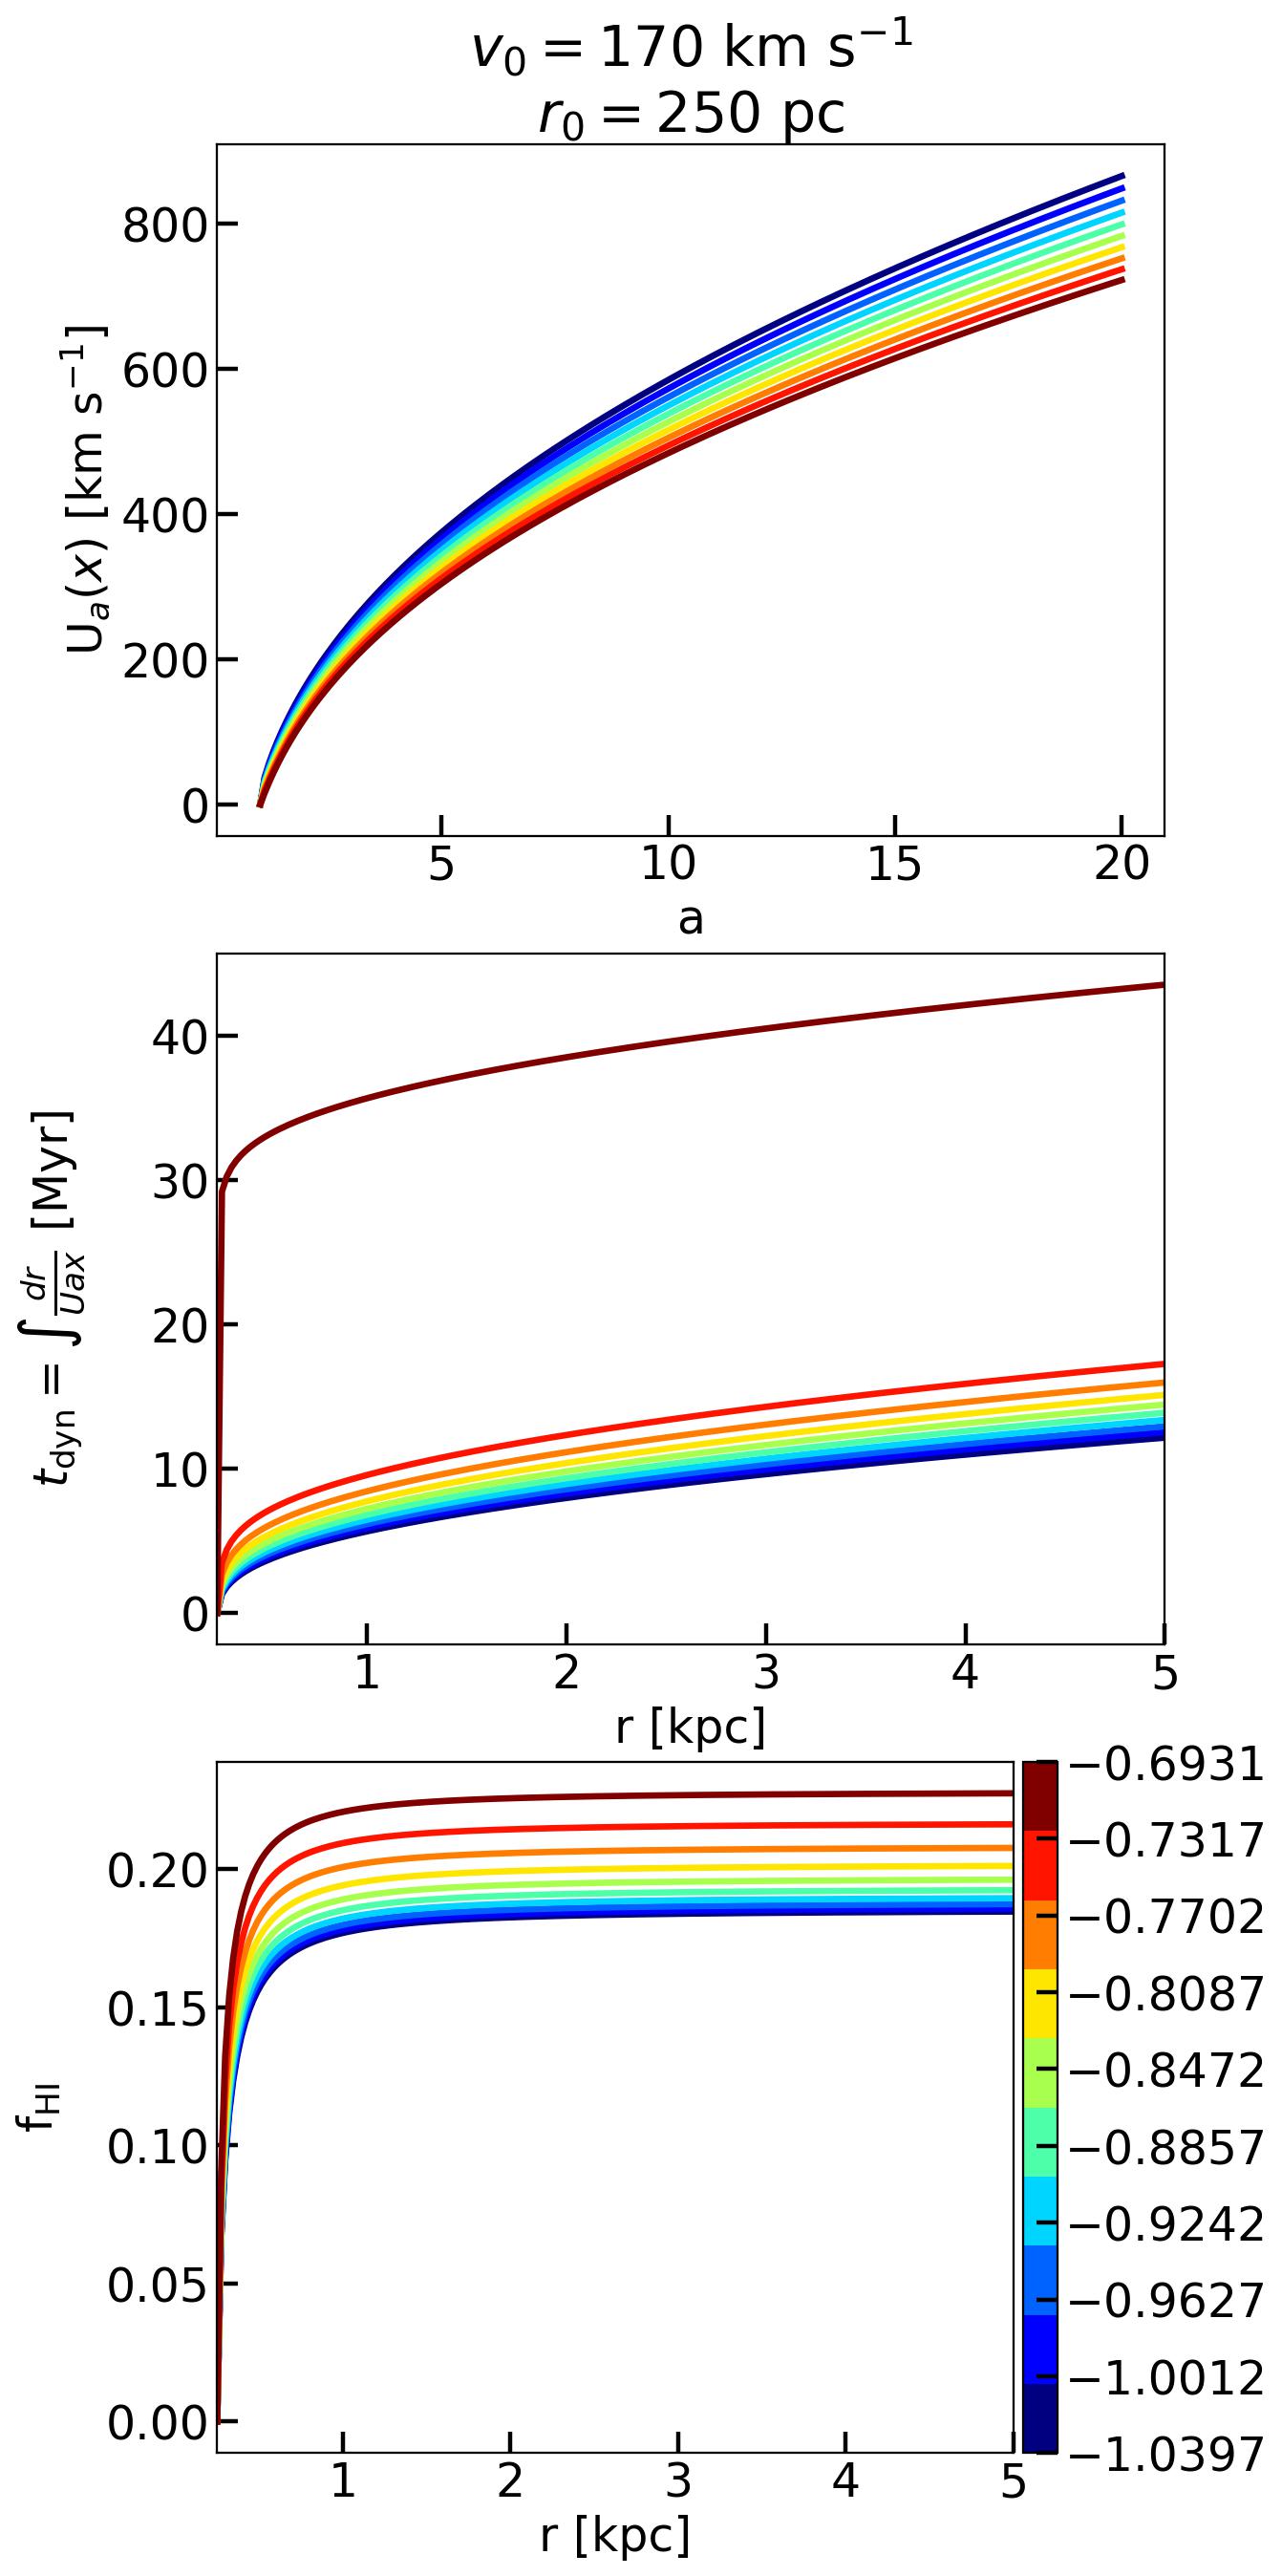 v₀ = 170 km s⁻¹
r₀ = 250 pc
800
600
400
200
0
Uₐ(x) [km s⁻¹]
5 10 15 20
a
40
30
20
10
0
t_dyn = ∫ dr/Uax [Myr]
1 2 3 4 5
r [kpc]
0.20
0.15
0.10
0.05
0.00
f_HI
1 2 3 4 5
r [kpc]
−0.6931
−0.7317
−0.7702
−0.8087
−0.8472
−0.8857
−0.9242
−0.9627
−1.0012
−1.0397